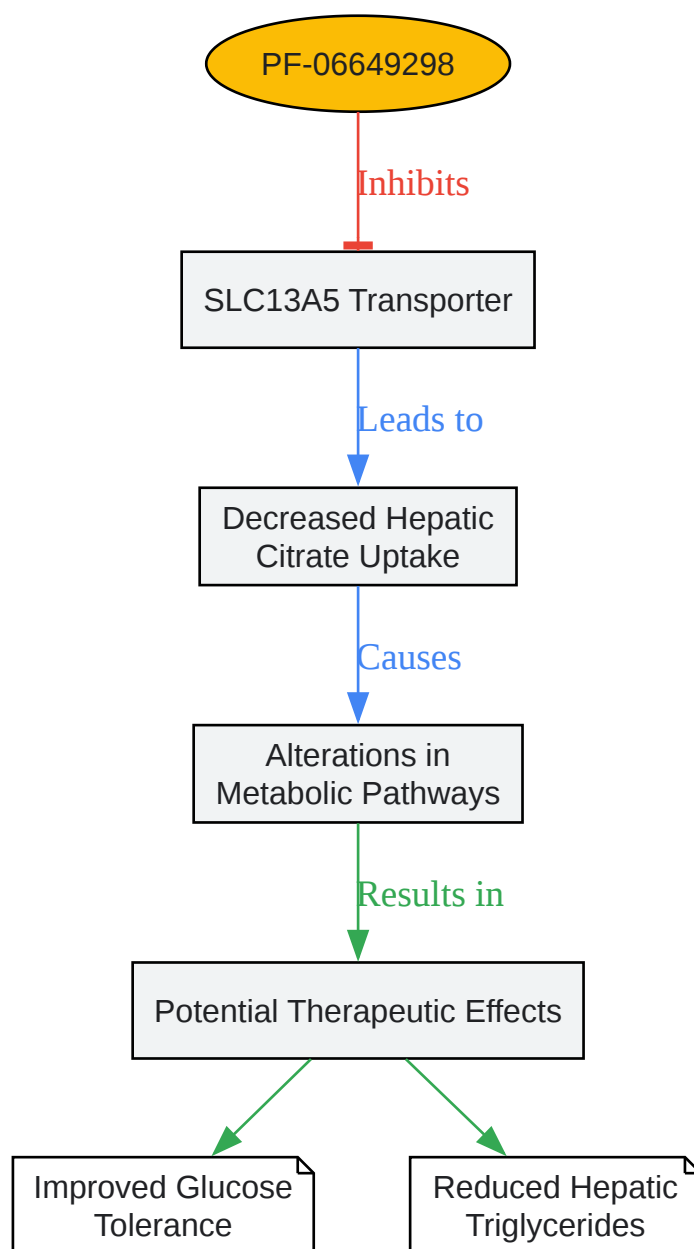 PF-06649298
Inhibits
SLC13A5 Transporter
Leads to
Decreased Hepatic
Citrate Uptake
Causes
Alterations in
Metabolic Pathways
Results in
Potential Therapeutic Effects
Improved Glucose
Tolerance
Reduced Hepatic
Triglycerides